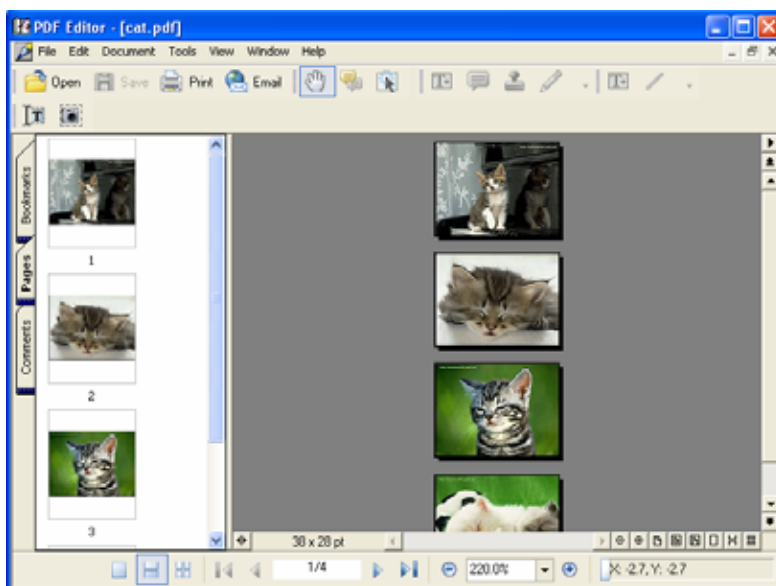 PDF Editor - [cat.pdf]
File Edit Document Tools View Window Help
Open Save Print Email
Bookmarks
Pages
Comments
1
2
3
38 x 28 pt
1/4
220.0%
X: -2.7, Y: -2.7